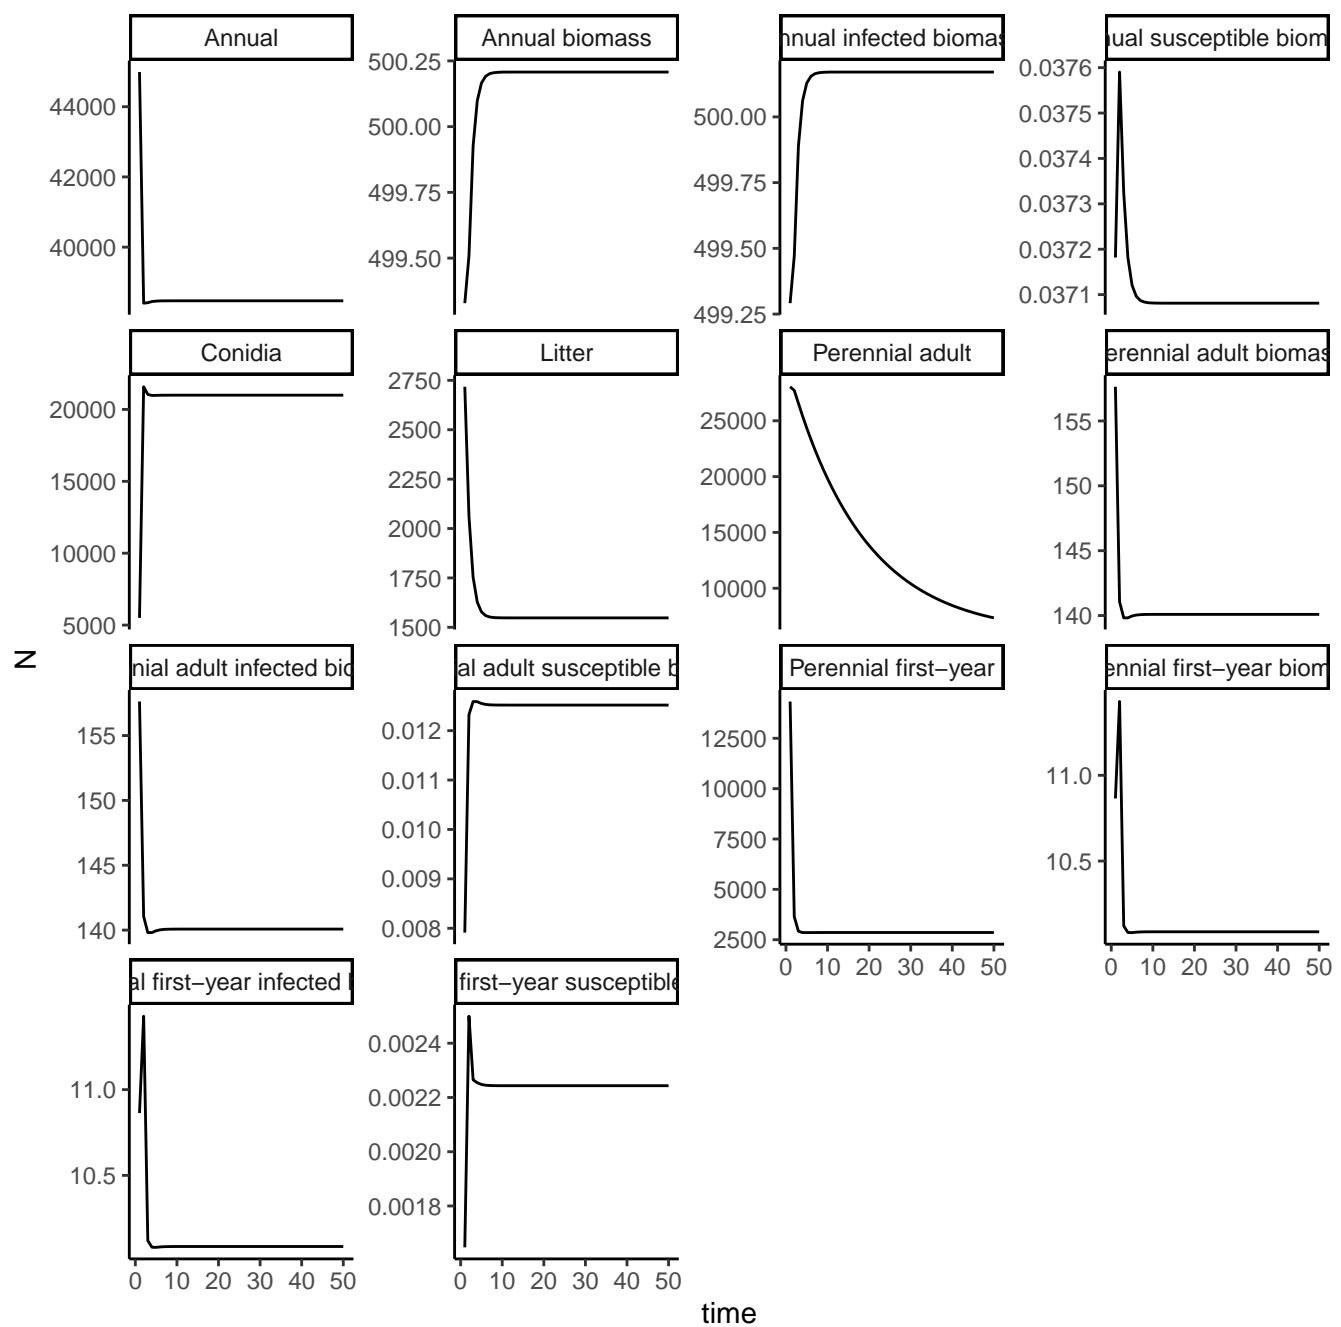 Annual
Annual biomass
nnual infected biomas
nual susceptible biom
44000
42000
40000
500.25
500.00
499.75
499.50
500.00
499.75
499.50
499.25
0.0376
0.0375
0.0374
0.0373
0.0372
0.0371
Conidia
Litter
Perennial adult
erennial adult biomas
20000
15000
10000
5000
2750
2500
2250
2000
1750
1500
25000
20000
15000
10000
155
150
145
140
N
nial adult infected bio
al adult susceptible b
Perennial first−year
ennial first−year biom
155
150
145
140
0.012
0.011
0.010
0.009
0.008
12500
10000
7500
5000
2500
11.0
10.5
0 10 20 30 40 50
0 10 20 30 40 50
al first−year infected b
first−year susceptible
11.0
10.5
0.0024
0.0022
0.0020
0.0018
0 10 20 30 40 50
0 10 20 30 40 50
time